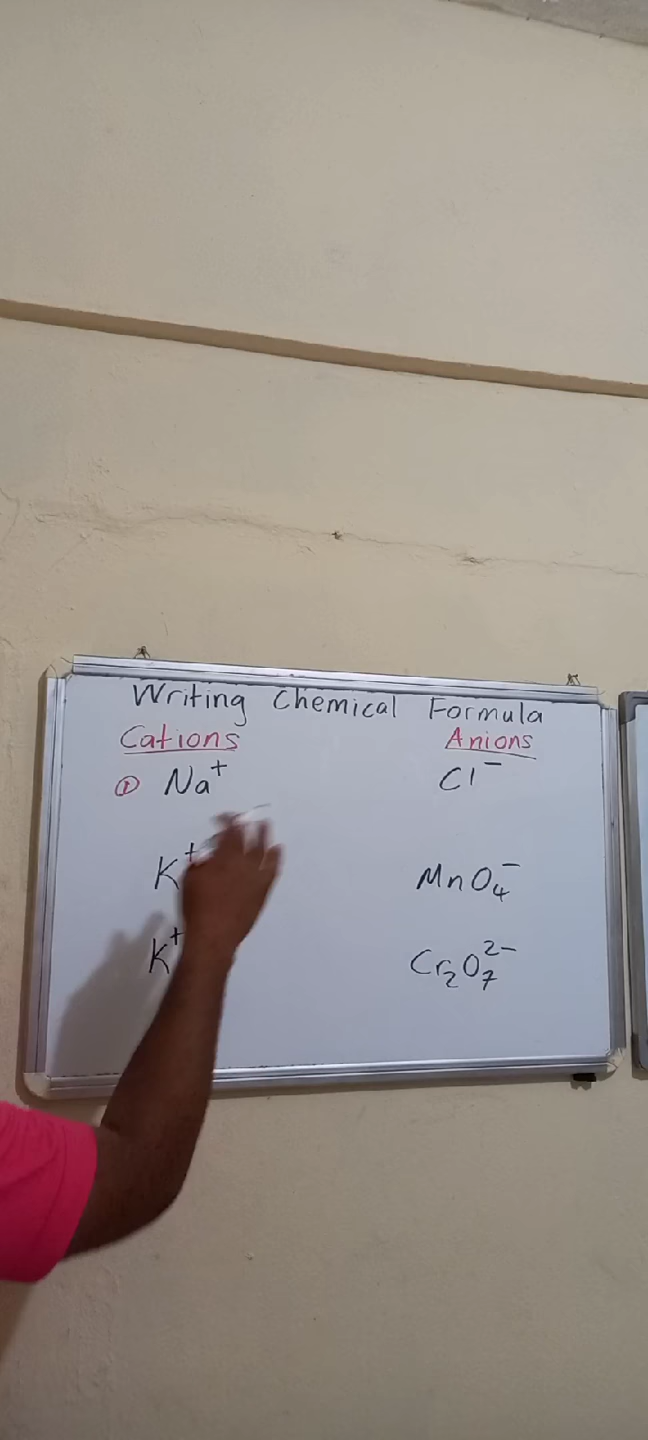 Writing Chemical Formula
Cations Anions
① Na⁺ Cl⁻
K⁺ MnO₄⁻
K⁺ Cr₂O₇²⁻